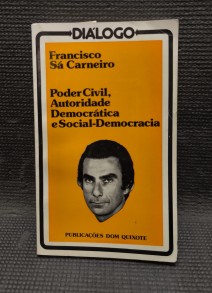 DIÁLOGO
Francisco
Sá Carneiro
Poder Civil,
Autoridade
Democrática
e Social-Democracia
PUBLICAÇÕES DOM QUIXOTE